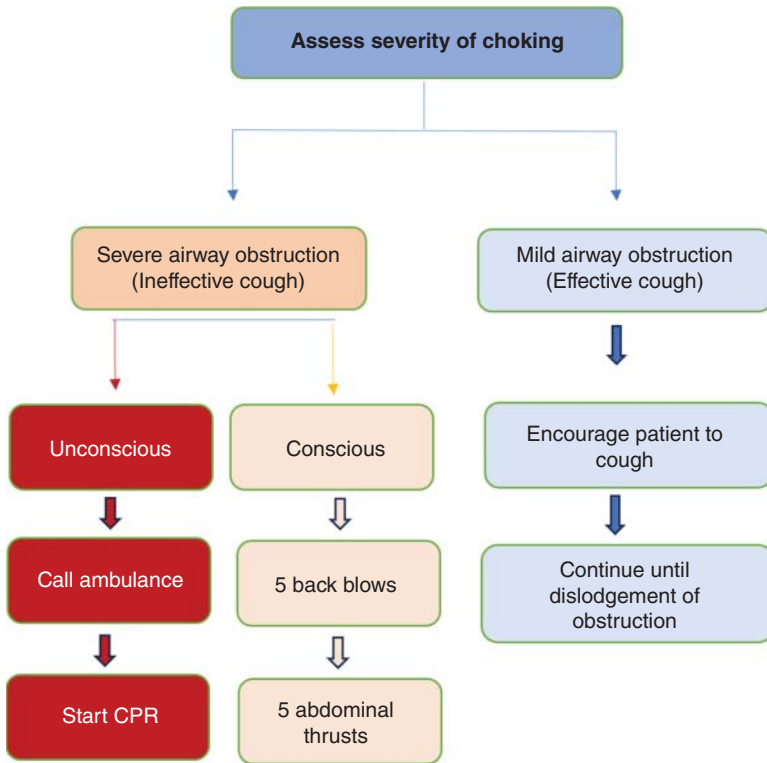 Assess severity of choking
Severe airway obstruction
(Ineffective cough)
Mild airway obstruction
(Effective cough)
Unconscious
Conscious
Encourage patient to
cough
Call ambulance
5 back blows
Continue until
dislodgement of
obstruction
Start CPR
5 abdominal
thrusts